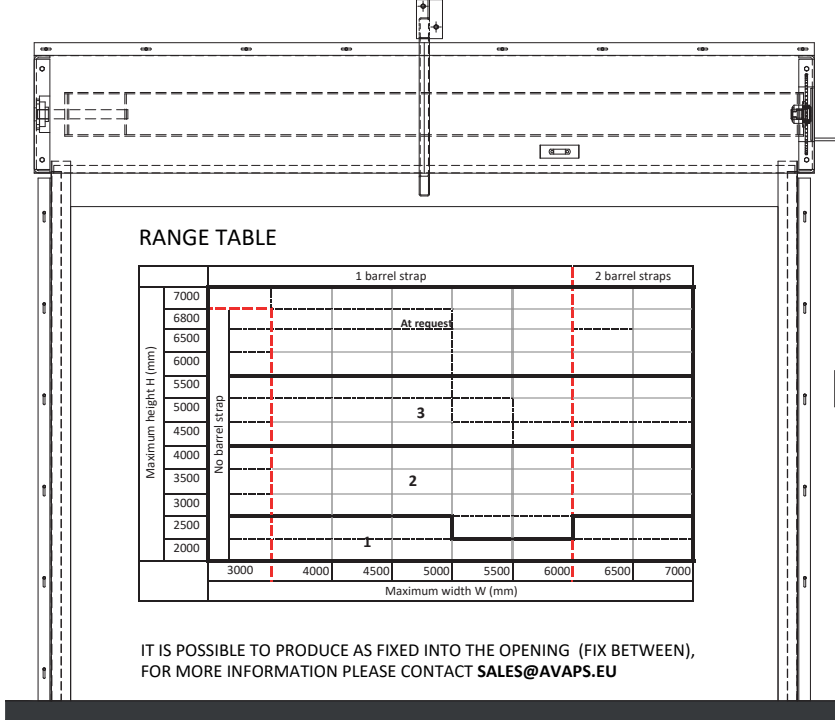 RANGE TABLE
1 barrel strap 2 barrel straps
7000
6800
At request
6500
6000
5500
5000
3
4500
4000
3500
2
3000
2500
2000
1
Maximum height H (mm)
No barrel strap
3000 4000 4500 5000 5500 6000 6500 7000
Maximum width W (mm)
IT IS POSSIBLE TO PRODUCE AS FIXED INTO THE OPENING (FIX BETWEEN),
FOR MORE INFORMATION PLEASE CONTACT SALES@AVAPS.EU